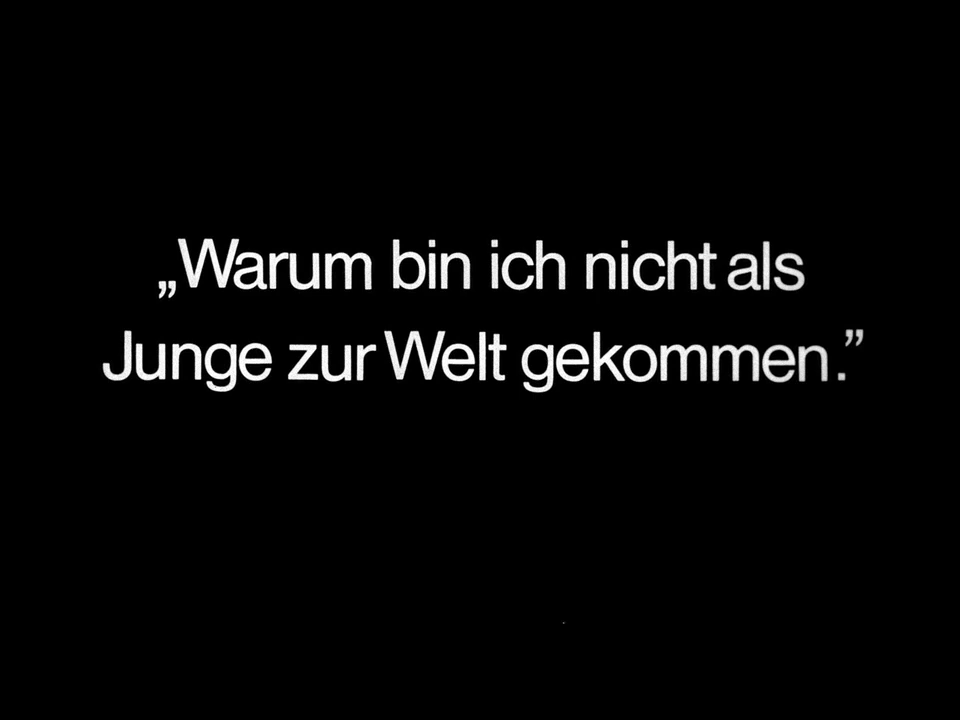 „Warum bin ich nicht als
Junge zur Welt gekommen.”